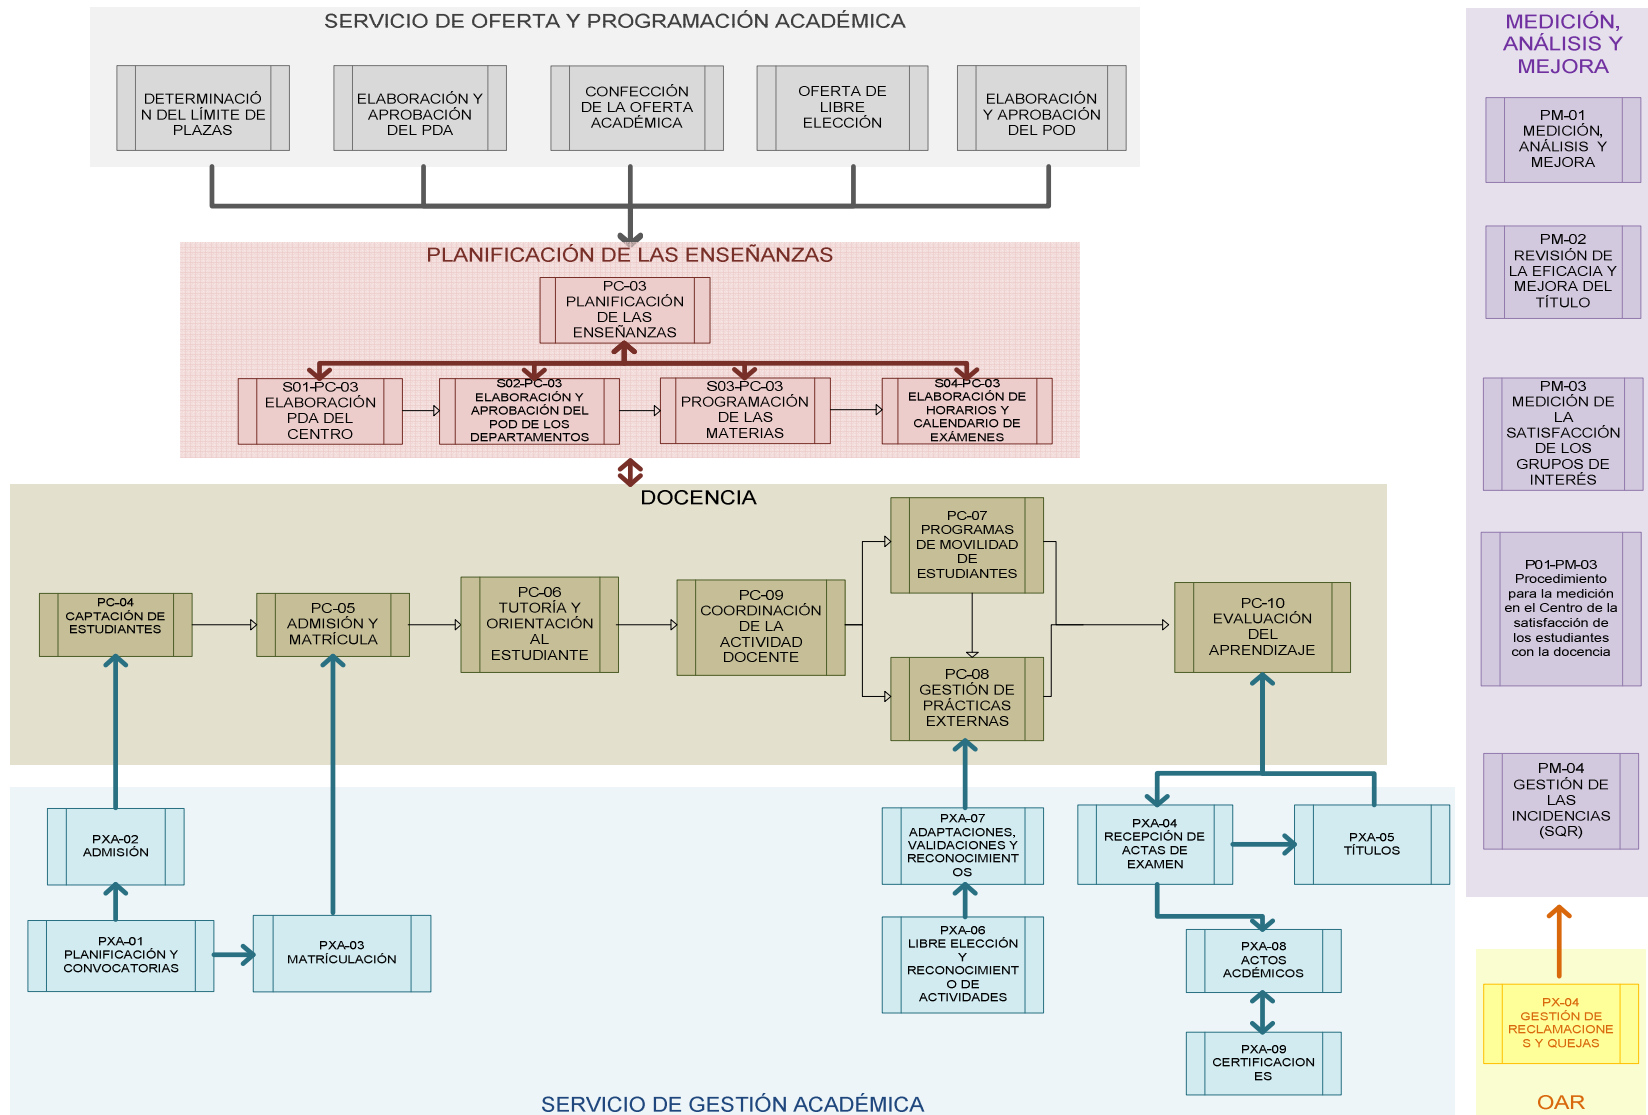 SERVICIO DE OFERTA Y PROGRAMACIÓN ACADÉMICA
DETERMINACIÓ
N DEL LÍMITE DE
PLAZAS
ELABORACIÓN Y
APROBACIÓN
DEL PDA
CONFECCIÓN
DE LA OFERTA
ACADÉMICA
OFERTA DE
LIBRE
ELECCIÓN
ELABORACIÓN
Y APROBACIÓN
DEL POD
PLANIFICACIÓN DE LAS ENSEÑANZAS
PC-03
PLANIFICACIÓN
DE LAS
ENSEÑANZAS
S01-PC-03
ELABORACIÓN
PDA DEL
CENTRO
S02-PC-03
ELABORACIÓN Y
APROBACIÓN DEL
POD DE LOS
DEPARTAMENTOS
S03-PC-03
PROGRAMACIÓN
DE LAS
MATERIAS
S04-PC-03
ELABORACIÓN DE
HORARIOS Y
CALENDARIO DE
EXÁMENES
DOCENCIA
PC-04
CAPTACIÓN DE
ESTUDIANTES
PC-05
ADMISIÓN Y
MATRÍCULA
PC-06
TUTORÍA Y
ORIENTACIÓN
AL
ESTUDIANTE
PC-09
COORDINACIÓN
DE LA
ACTIVIDAD
DOCENTE
PC-07
PROGRAMAS
DE MOVILIDAD
DE
ESTUDIANTES
PC-08
GESTIÓN DE
PRÁCTICAS
EXTERNAS
PC-10
EVALUACIÓN
DEL
APRENDIZAJE
PXA-02
ADMISIÓN
PXA-01
PLANIFICACIÓN Y
CONVOCATORIAS
PXA-03
MATRÍCULACIÓN
PXA-07
ADAPTACIONES,
VALIDACIONES Y
RECONOCIMIENT
OS
PXA-06
LIBRE ELECCIÓN
Y
RECONOCIMIENT
O DE
ACTIVIDADES
PXA-04
RECEPCIÓN DE
ACTAS DE
EXAMEN
PXA-05
TÍTULOS
PXA-08
ACTOS
ACDÉMICOS
PXA-09
CERTIFICACION
ES
SERVICIO DE GESTIÓN ACADÉMICA
MEDICIÓN,
ANÁLISIS Y
MEJORA
PM-01
MEDICIÓN,
ANÁLISIS Y
MEJORA
PM-02
REVISIÓN DE
LA EFICACIA Y
MEJORA DEL
TÍTULO
PM-03
MEDICIÓN DE
LA
SATISFACCIÓN
DE LOS
GRUPOS DE
INTERÉS
P01-PM-03
Procedimiento
para la medición
en el Centro de la
satisfacción de
los estudiantes
con la docencia
PM-04
GESTIÓN DE
LAS
INCIDENCIAS
(SQR)
PX-04
GESTIÓN DE
RECLAMACIONE
S Y QUEJAS
OAR